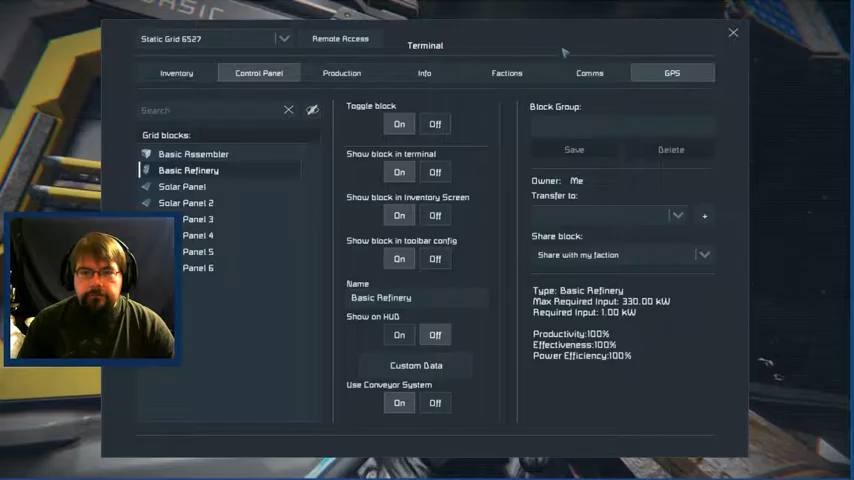 BASIC
Static Grid 6527
Remote Access
Terminal
Inventory
Control Panel
Production
Info
Factions
Comms
GPS
Search
Grid blocks:
Basic Assembler
Basic Refinery
Solar Panel
Solar Panel 2
Panel 3
Panel 4
Panel 5
Panel 6
Toggle block
On Off
Show block in terminal
On Off
Show block in Inventory Screen
On Off
Show block in toolbar config
On Off
Name
Basic Refinery
Show on HUD
On Off
Custom Data
Use Conveyor System
On Off
Block Group:
Save Delete
Owner: Me
Transfer to:
+
Share block:
Share with my faction
Type: Basic Refinery
Max Required Input: 330.00 kW
Required Input: 1.00 kW
Productivity:100%
Effectiveness:100%
Power Efficiency:100%